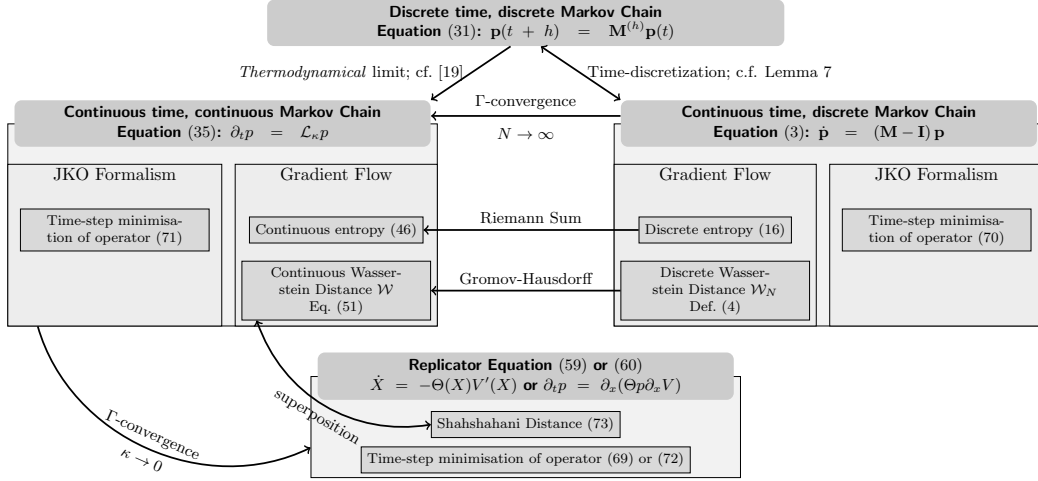 Discrete time, discrete Markov Chain
Equation (31): p(t + h) = M^(h) p(t)
Thermodynamical limit; cf. [19]
Time-discretization; c.f. Lemma 7
Continuous time, continuous Markov Chain
Equation (35): ∂ₜp = ℒ_κ p
Γ-convergence
N → ∞
Continuous time, discrete Markov Chain
Equation (3): ṗ = (M − I) p
JKO Formalism
Gradient Flow
Gradient Flow
JKO Formalism
Time-step minimisa-
tion of operator (71)
Continuous entropy (46)
Riemann Sum
Discrete entropy (16)
Time-step minimisa-
tion of operator (70)
Continuous Wasser-
stein Distance 𝒲
Eq. (51)
Gromov-Hausdorff
Discrete Wasser-
stein Distance 𝒲_N
Def. (4)
Replicator Equation (59) or (60)
Ẋ = −Θ(X)V′(X) or ∂ₜp = ∂ₓ(Θp∂ₓV)
superposition
Shahshahani Distance (73)
Γ-convergence
κ → 0
Time-step minimisation of operator (69) or (72)